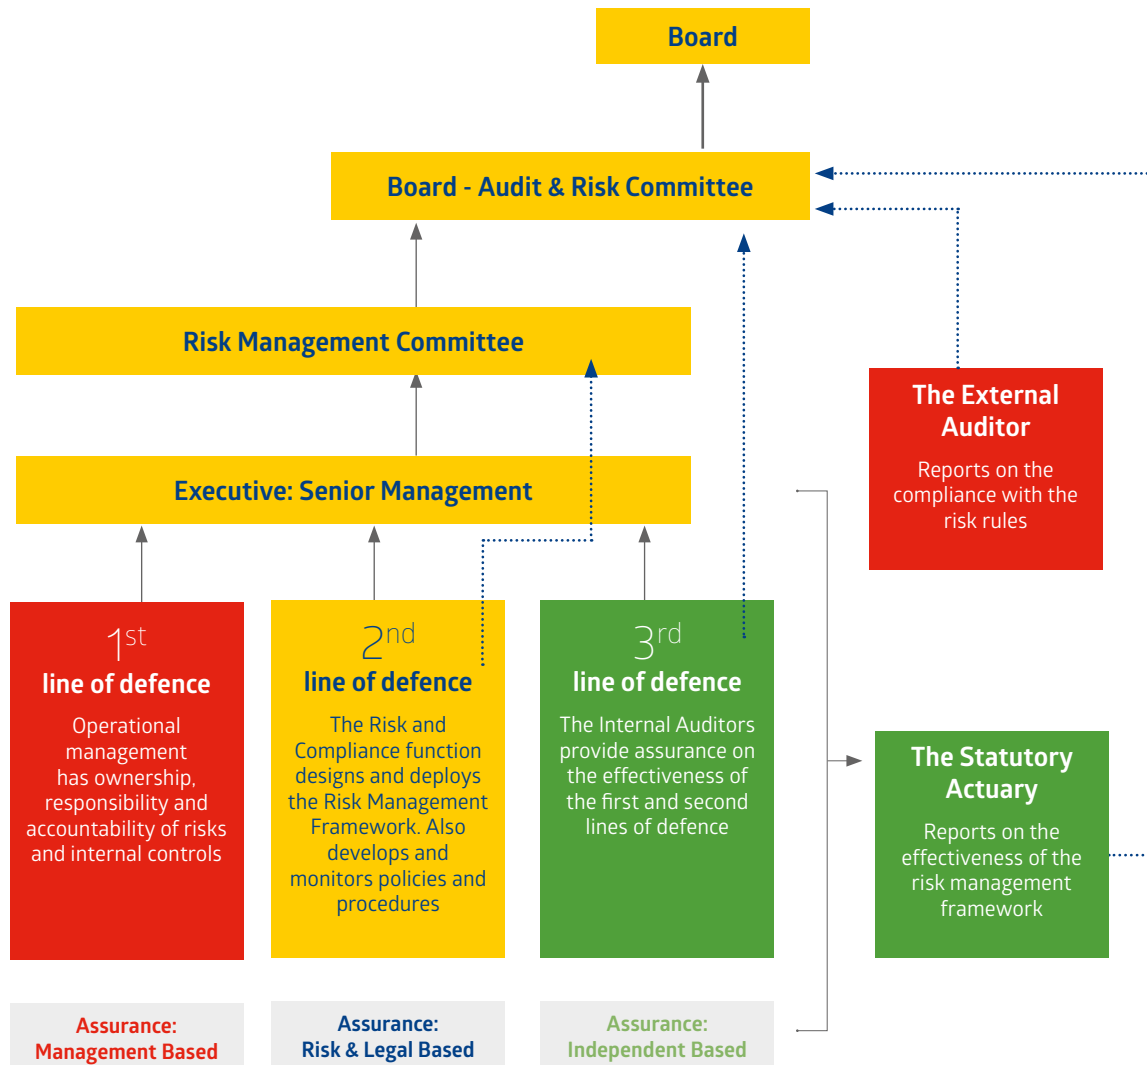 Board
Board - Audit & Risk Committee
Risk Management Committee
Executive: Senior Management
The External
Auditor
Reports on the
compliance with the
risk rules
1st
line of defence
Operational
management
has ownership,
responsibility and
accountability of risks
and internal controls
2nd
line of defence
The Risk and
Compliance function
designs and deploys
the Risk Management
Framework. Also
develops and
monitors policies and
procedures
3rd
line of defence
The Internal Auditors
provide assurance on
the effectiveness of
the first and second
lines of defence
The Statutory
Actuary
Reports on the
effectiveness of the
risk management
framework
Assurance:
Management Based
Assurance:
Risk & Legal Based
Assurance:
Independent Based